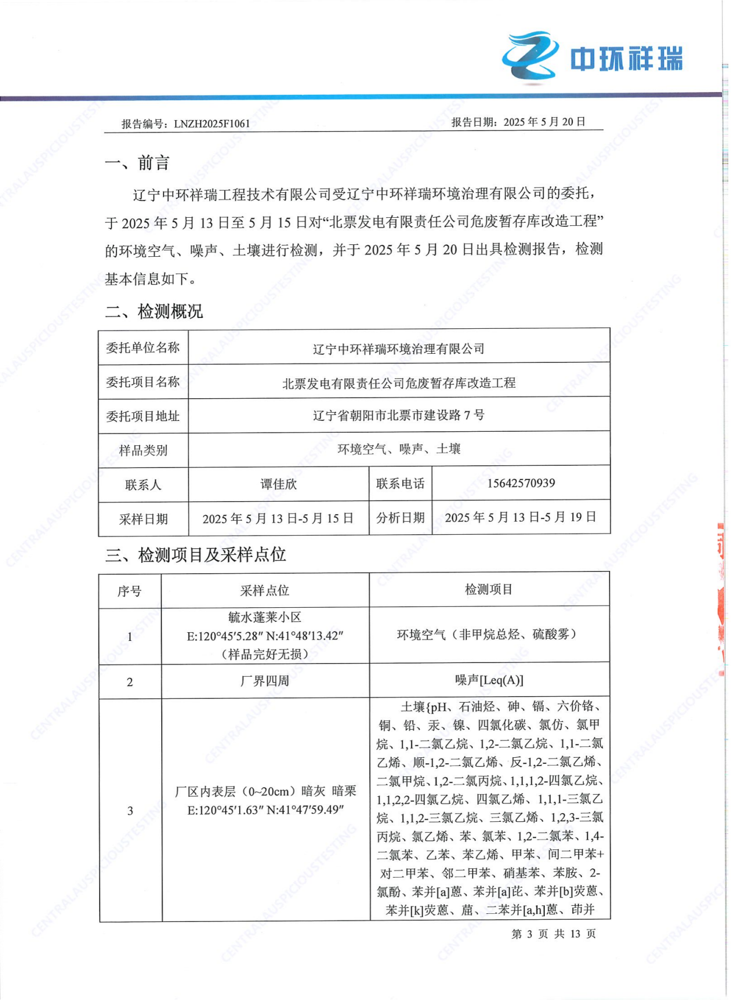 中环祥瑞
报告编号：LNZH2025F1061 报告日期：2025 年 5 月 20 日
一、前言
辽宁中环祥瑞工程技术有限公司受辽宁中环祥瑞环境治理有限公司的委托，
于 2025 年 5 月 13 日至 5 月 15 日对“北票发电有限责任公司危废暂存库改造工程”
的环境空气、噪声、土壤进行检测，并于 2025 年 5 月 20 日出具检测报告，检测
基本信息如下。
二、检测概况
委托单位名称 辽宁中环祥瑞环境治理有限公司
委托项目名称 北票发电有限责任公司危废暂存库改造工程
委托项目地址 辽宁省朝阳市北票市建设路 7 号
样品类别 环境空气、噪声、土壤
联系人 谭佳欣 联系电话 15642570939
采样日期 2025 年 5 月 13 日-5 月 15 日 分析日期 2025 年 5 月 13 日-5 月 19 日
三、检测项目及采样点位
序号 采样点位 检测项目
1
毓水蓬莱小区
E:120°45′5.28″ N:41°48′13.42″
（样品完好无损）
环境空气（非甲烷总烃、硫酸雾）
2 厂界四周 噪声[Leq(A)]
3
厂区内表层（0~20cm）暗灰 暗栗
E:120°45′1.63″ N:41°47′59.49″
土壤{pH、石油烃、砷、镉、六价铬、
铜、铅、汞、镍、四氯化碳、氯仿、氯甲
烷、1,1-二氯乙烷、1,2-二氯乙烷、1,1-二氯
乙烯、顺-1,2-二氯乙烯、反-1,2-二氯乙烯、
二氯甲烷、1,2-二氯丙烷、1,1,1,2-四氯乙烷、
1,1,2,2-四氯乙烷、四氯乙烯、1,1,1-三氯乙
烷、1,1,2-三氯乙烷、三氯乙烯、1,2,3-三氯
丙烷、氯乙烯、苯、氯苯、1,2-二氯苯、1,4-
二氯苯、乙苯、苯乙烯、甲苯、间二甲苯+
对二甲苯、邻二甲苯、硝基苯、苯胺、2-
氯酚、苯并[a]蒽、苯并[a]芘、苯并[b]荧蒽、
苯并[k]荧蒽、䓛、二苯并[a,h]蒽、茚并
第 3 页 共 13 页
CENTRALAUSPICIOUSTESTING